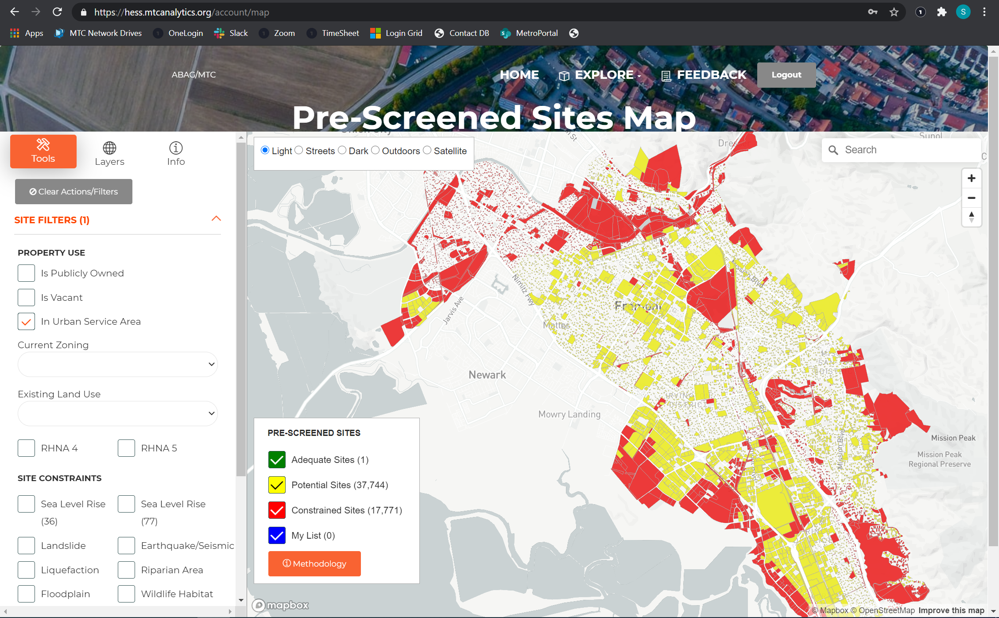 https://hess.mtcanalytics.org/account/map
1
S
Apps
MTC Network Drives
OneLogin
Slack
Zoom
TimeSheet
Login Grid
Contact DB
MetroPortal
ABAG/MTC
HOME
EXPLORE
FEEDBACK
Logout
Pre-Screened Sites Map
Tools
Layers
Info
Clear Actions/Filters
SITE FILTERS (1)
PROPERTY USE
Is Publicly Owned
Is Vacant
In Urban Service Area
Current Zoning
Existing Land Use
RHNA 4
RHNA 5
SITE CONSTRAINTS
Sea Level Rise (36)
Sea Level Rise (77)
Landslide
Earthquake/Seismic
Liquefaction
Riparian Area
Floodplain
Wildlife Habitat
Light
Streets
Dark
Outdoors
Satellite
Search
Sunol
Jarvis Ave
Nimitz Fwy
Mission Blvd
Fremont
Mattos
Newark
Mowry Landing
IRVING
DISTRICT
Mission Blvd
Mission Peak
Mission Peak
Regional Preserve
PRE-SCREENED SITES
Adequate Sites (1)
Potential Sites (37,744)
Constrained Sites (17,771)
My List (0)
Methodology
mapbox
© Mapbox © OpenStreetMap Improve this map